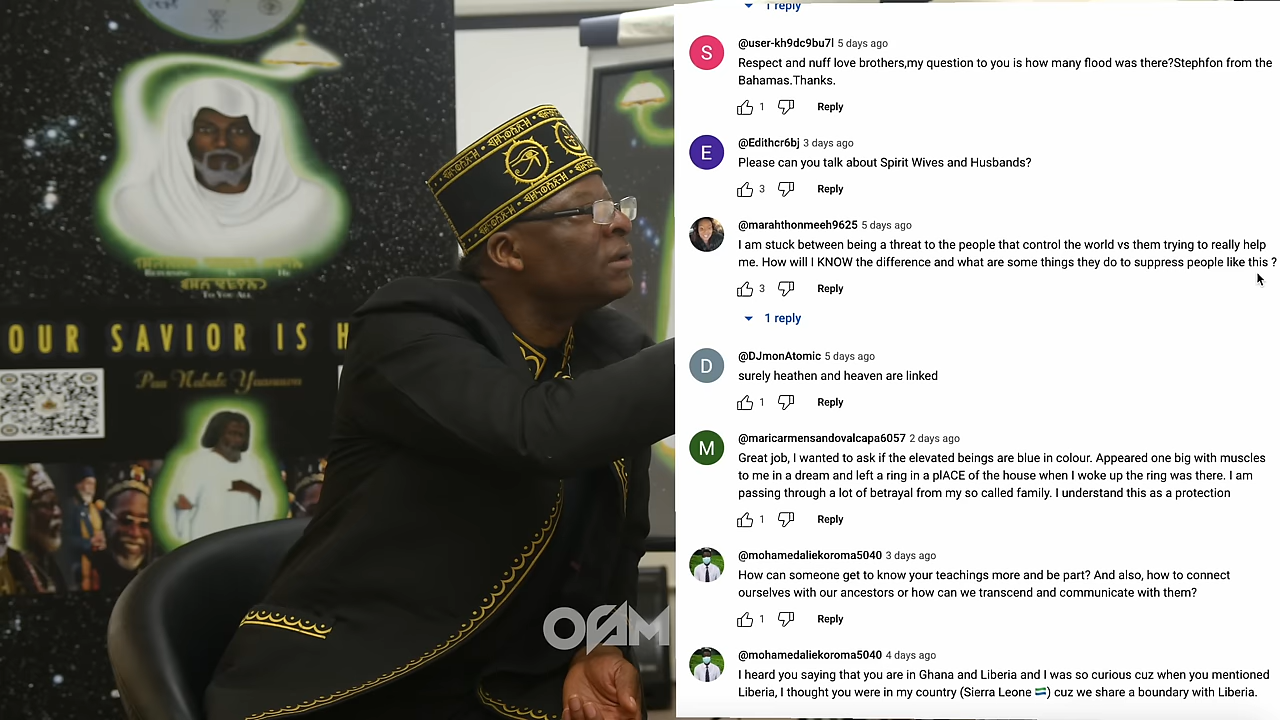 RETURNING IS HE
TO YOU ALL
OUR SAVIOR IS H
OGAM
1 reply
S
@user-kh9dc9bu7l 5 days ago
Respect and nuff love brothers,my question to you is how many flood was there?Stephfon from the
Bahamas.Thanks.
1 Reply
E
@Edithcr6bj 3 days ago
Please can you talk about Spirit Wives and Husbands?
3 Reply
@marahthonmeeh9625 5 days ago
I am stuck between being a threat to the people that control the world vs them trying to really help
me. How will I KNOW the difference and what are some things they do to suppress people like this ?
3 Reply
1 reply
D
@DJmonAtomic 5 days ago
surely heathen and heaven are linked
1 Reply
M
@maricarmensandovalcapa6057 2 days ago
Great job, I wanted to ask if the elevated beings are blue in colour. Appeared one big with muscles
to me in a dream and left a ring in a plACE of the house when I woke up the ring was there. I am
passing through a lot of betrayal from my so called family. I understand this as a protection
1 Reply
@mohamedaliekoroma5040 3 days ago
How can someone get to know your teachings more and be part? And also, how to connect
ourselves with our ancestors or how can we transcend and communicate with them?
1 Reply
@mohamedaliekoroma5040 4 days ago
I heard you saying that you are in Ghana and Liberia and I was so curious cuz when you mentioned
Liberia, I thought you were in my country (Sierra Leone 🇸🇱) cuz we share a boundary with Liberia.